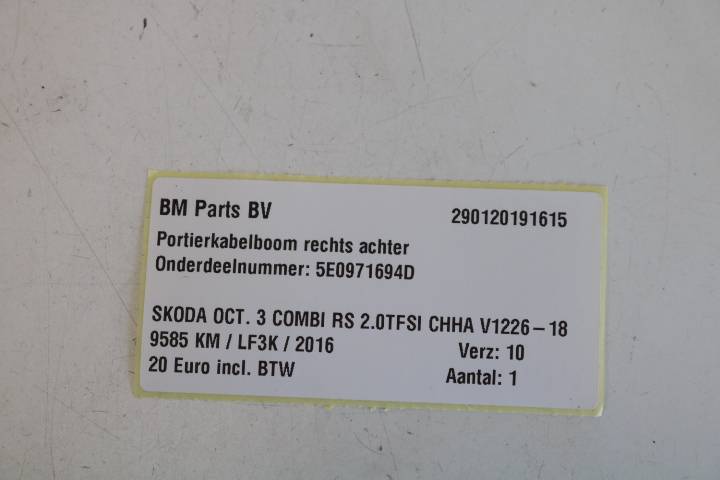 BM Parts BV 290120191615
Portierkabelboom rechts achter
Onderdeelnummer: 5E0971694D
SKODA OCT. 3 COMBI RS 2.0TFSI CHHA V1226-18
9585 KM / LF3K / 2016 Verz: 10
20 Euro incl. BTW Aantal: 1